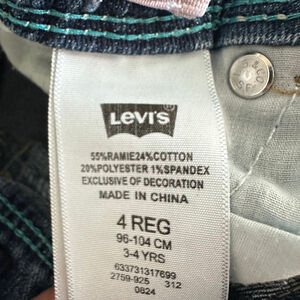 Levi's
55%RAMIE24%COTTON
20%POLYESTER 1%SPANDEX
EXCLUSIVE OF DECORATION
MADE IN CHINA
4 REG
96-104 CM
3-4 YRS
633731317699
2759-925 312
0824